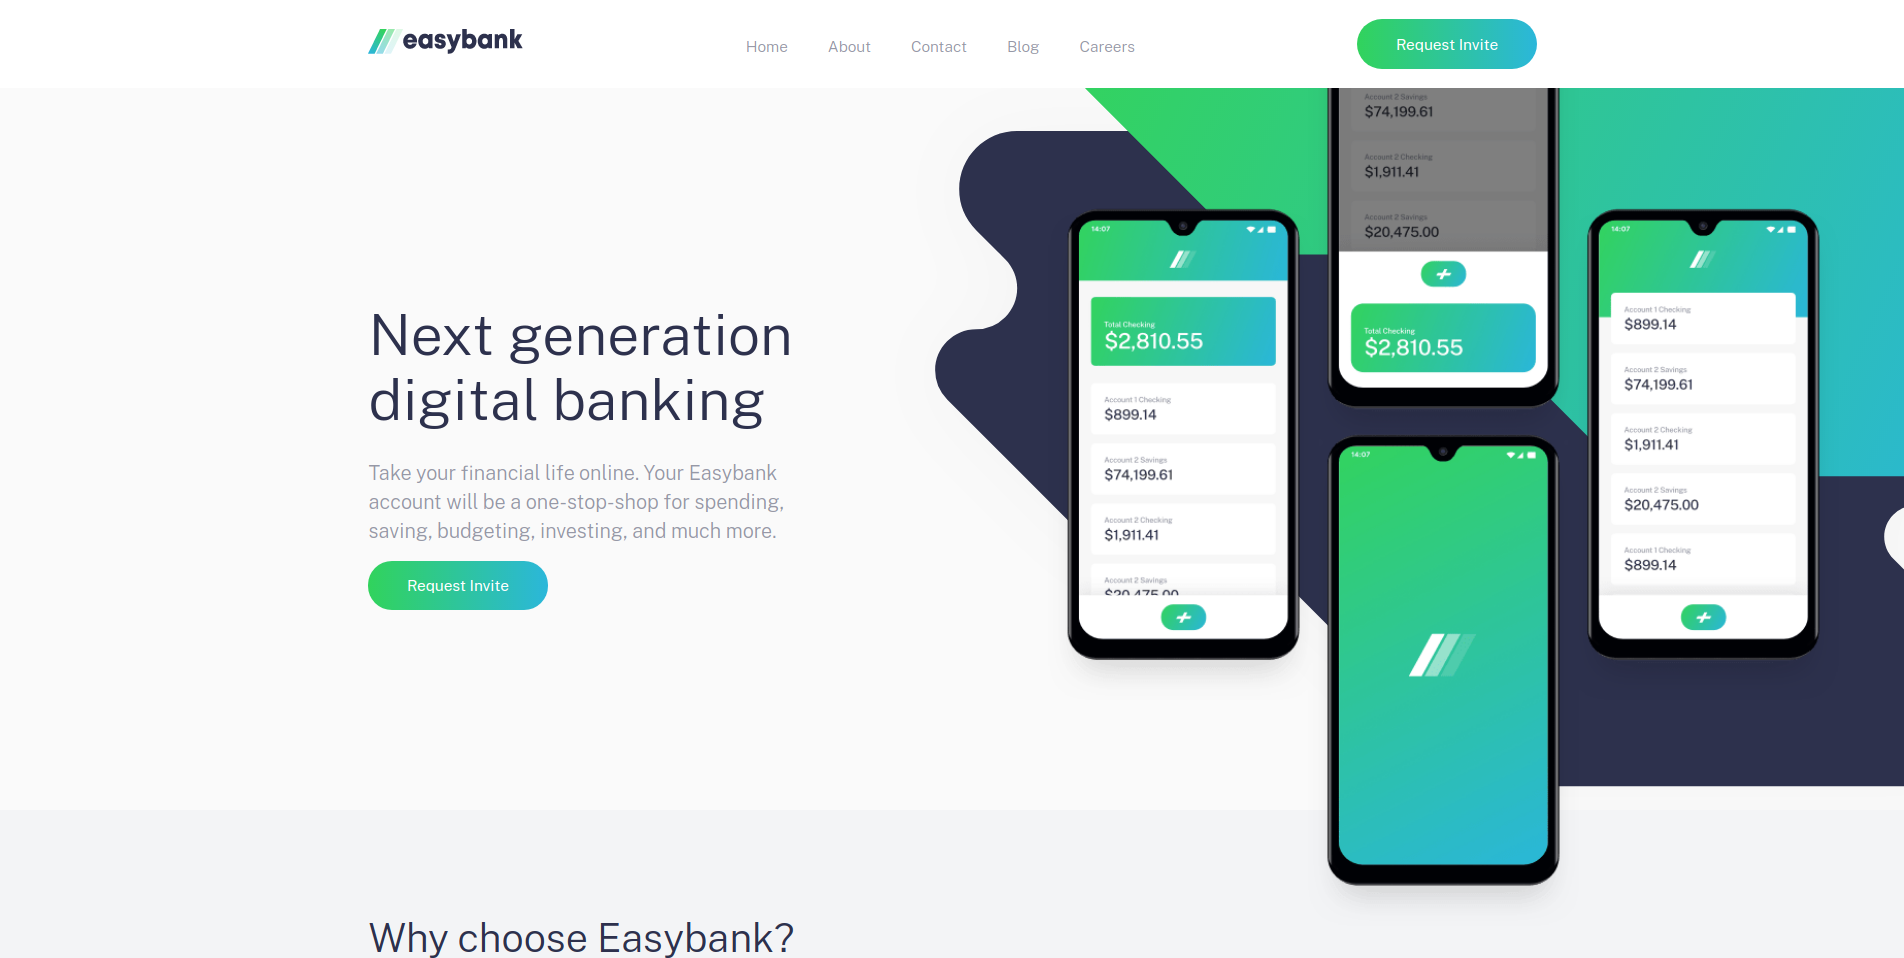 easybank
Home
About
Contact
Blog
Careers
Request Invite
Next generation
digital banking
Take your financial life online. Your Easybank
account will be a one-stop-shop for spending,
saving, budgeting, investing, and much more.
Request Invite
14:07
Total Checking
$2,810.55
Account 1 Checking
$899.14
Account 2 Savings
$74,199.61
Account 2 Checking
$1,911.41
Account 2 Savings
$20,475.00
Account 2 Savings
$74,199.61
Account 2 Checking
$1,911.41
Account 2 Savings
$20,475.00
Total Checking
$2,810.55
14:07
14:07
Account 1 Checking
$899.14
Account 2 Savings
$74,199.61
Account 2 Checking
$1,911.41
Account 2 Savings
$20,475.00
Account 1 Checking
$899.14
Why choose Easybank?